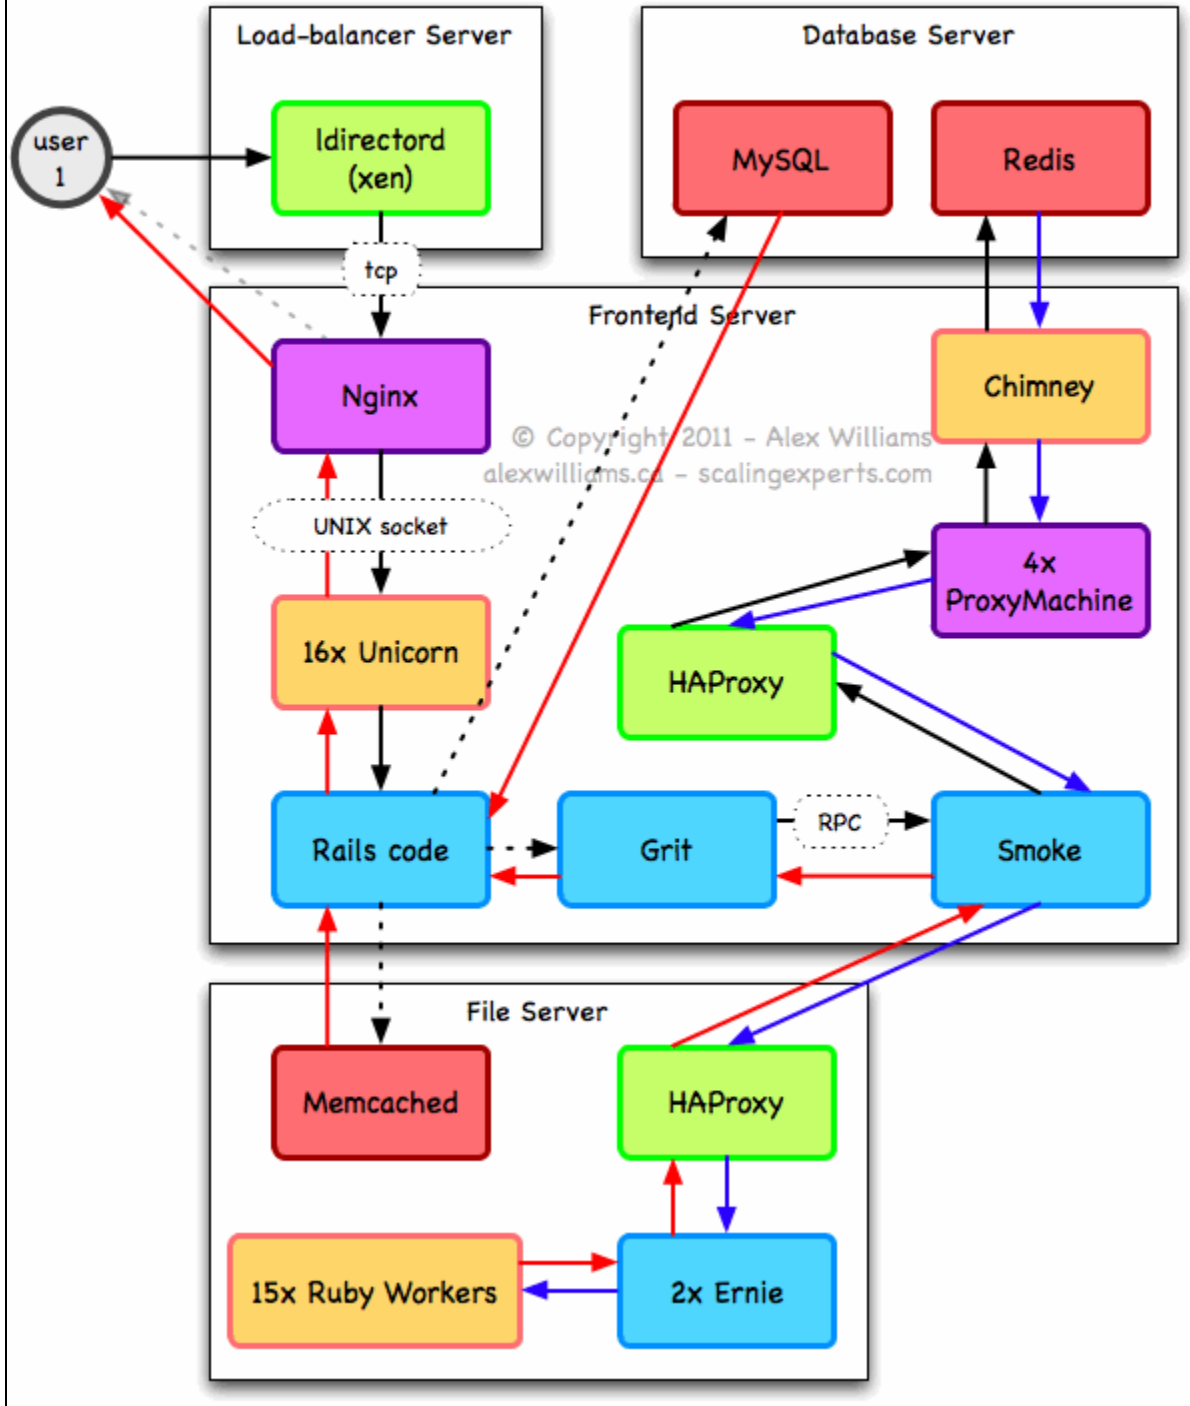 Load-balancer Server
Database Server
user
1
ldirectord
(xen)
MySQL
Redis
tcp
Frontend Server
Nginx
Chimney
© Copyright 2011 - Alex Williams
alexwilliams.ca - scalingexperts.com
UNIX socket
4x
ProxyMachine
16x Unicorn
HAProxy
Rails code
Grit
RPC
Smoke
File Server
Memcached
HAProxy
15x Ruby Workers
2x Ernie